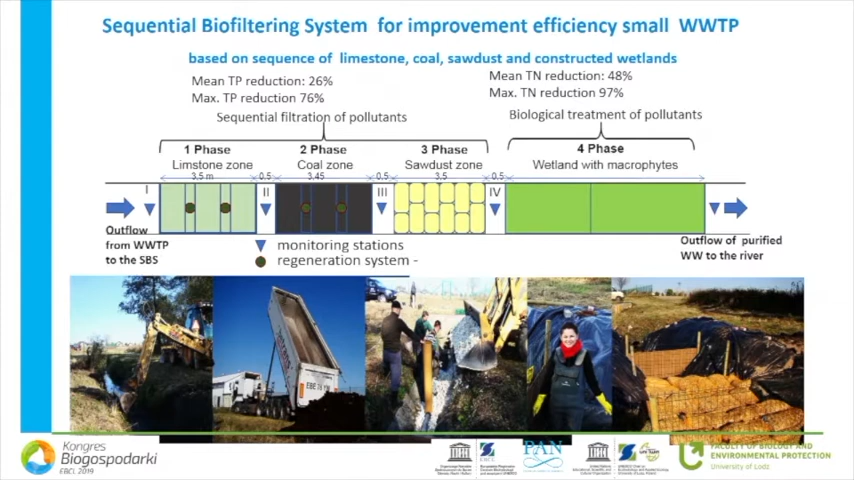 Sequential Biofiltering System for improvement efficiency small WWTP
based on sequence of limestone, coal, sawdust and constructed wetlands
Mean TP reduction: 26%
Max. TP reduction 76%
Mean TN reduction: 48%
Max. TN reduction 97%
Sequential filtration of pollutants
Biological treatment of pollutants
1 Phase
Limstone zone
2 Phase
Coal zone
3 Phase
Sawdust zone
4 Phase
Wetland with macrophytes
3.5 m
0.5
3.45
0.5
3.5
0.5
I
II
III
IV
Outflow
from WWTP
to the SBS
monitoring stations
regeneration system -
Outflow of purified
WW to the river
Kongres
Biogospodarki
EBCL 2019
PAN
FACULTY OF BIOLOGY AND
ENVIRONMENTAL PROTECTION
University of Lodz